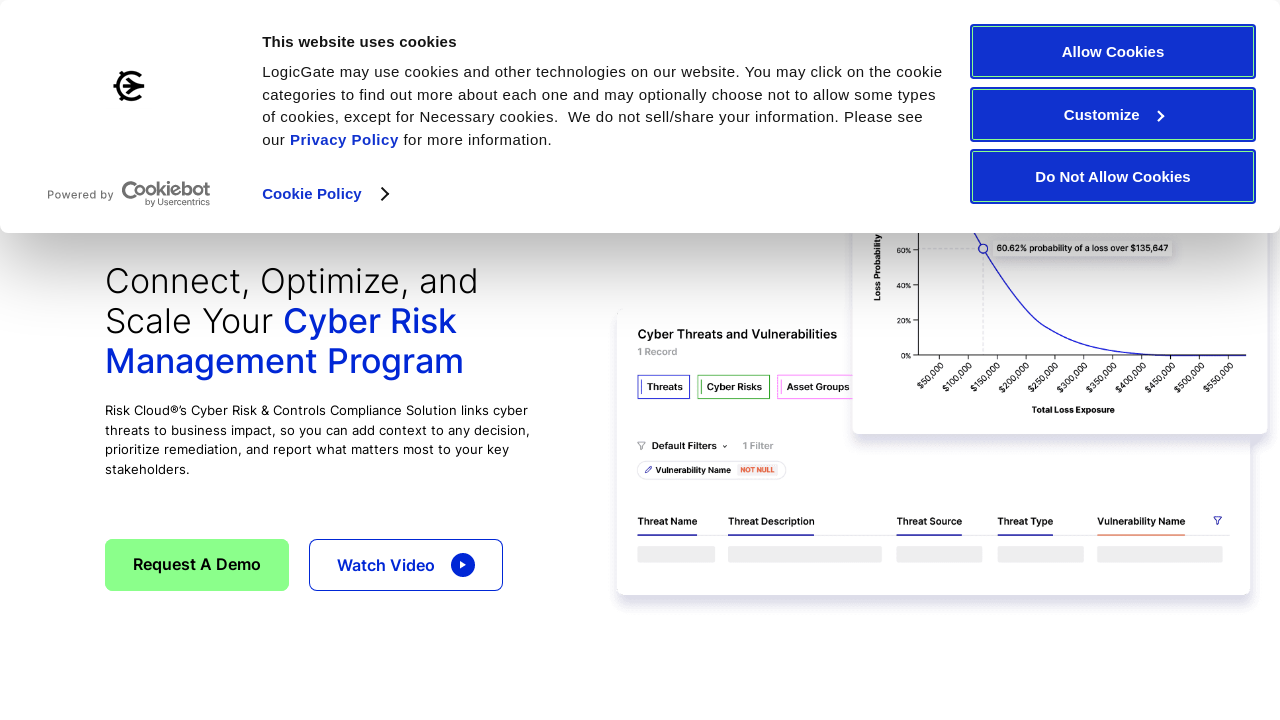 This website uses cookies
LogicGate may use cookies and other technologies on our website. You may click on the cookie
categories to find out more about each one and may optionally choose not to allow some types
of cookies, except for Necessary cookies.  We do not sell/share your information. Please see
our Privacy Policy for more information.
Cookie Policy
Powered by Cookiebot
by Usercentrics
Allow Cookies
Customize
Do Not Allow Cookies
Connect, Optimize, and
Scale Your Cyber Risk
Management Program
Risk Cloud®’s Cyber Risk & Controls Compliance Solution links cyber
threats to business impact, so you can add context to any decision,
prioritize remediation, and report what matters most to your key
stakeholders.
Request A Demo
Watch Video
Loss Probability
60%
40%
20%
0%
60.62% probability of a loss over $135,647
$50,000
$100,000
$150,000
$200,000
$250,000
$300,000
$350,000
$400,000
$450,000
$500,000
$550,000
Total Loss Exposure
Cyber Threats and Vulnerabilities
1 Record
Threats
Cyber Risks
Asset Groups
Default Filters
1 Filter
Vulnerability Name NOT NULL
Threat Name
Threat Description
Threat Source
Threat Type
Vulnerability Name